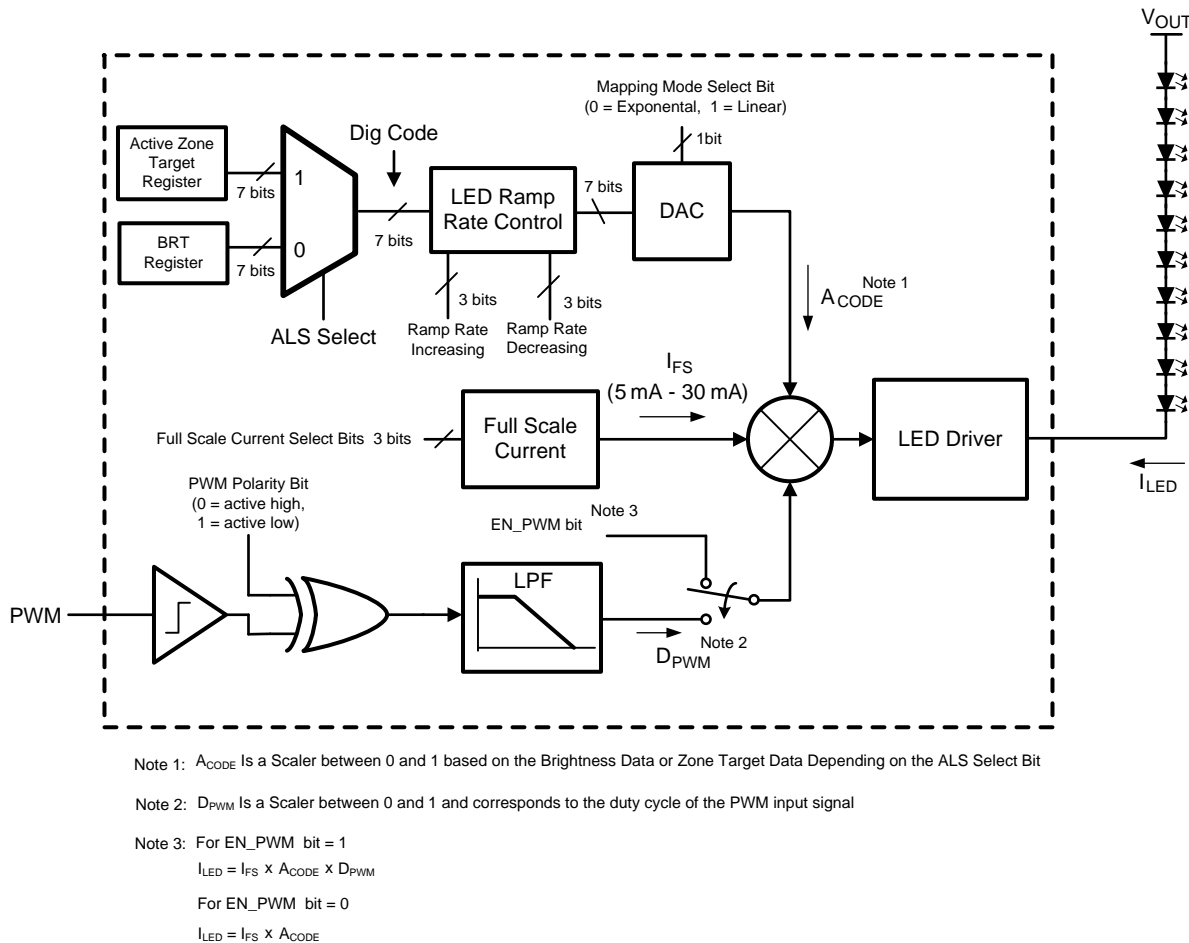 VOUT
Mapping Mode Select Bit
(0 = Exponential, 1 = Linear)
1bit
Active Zone
Target
Register
7 bits
1
Dig Code
7 bits
LED Ramp
Rate Control
7 bits
DAC
BRT
Register
7 bits
0
ALS Select
3 bits
Ramp Rate
Increasing
3 bits
Ramp Rate
Decreasing
ACODE Note 1
IFS
(5 mA - 30 mA)
Full Scale Current Select Bits 3 bits
Full Scale
Current
LED Driver
ILED
PWM Polarity Bit
(0 = active high,
1 = active low)
EN_PWM bit Note 3
PWM
LPF
DPWM Note 2
Note 1: ACODE Is a Scaler between 0 and 1 based on the Brightness Data or Zone Target Data Depending on the ALS Select Bit
Note 2: DPWM Is a Scaler between 0 and 1 and corresponds to the duty cycle of the PWM input signal
Note 3: For EN_PWM bit = 1
ILED = IFS x ACODE x DPWM
For EN_PWM bit = 0
ILED = IFS x ACODE